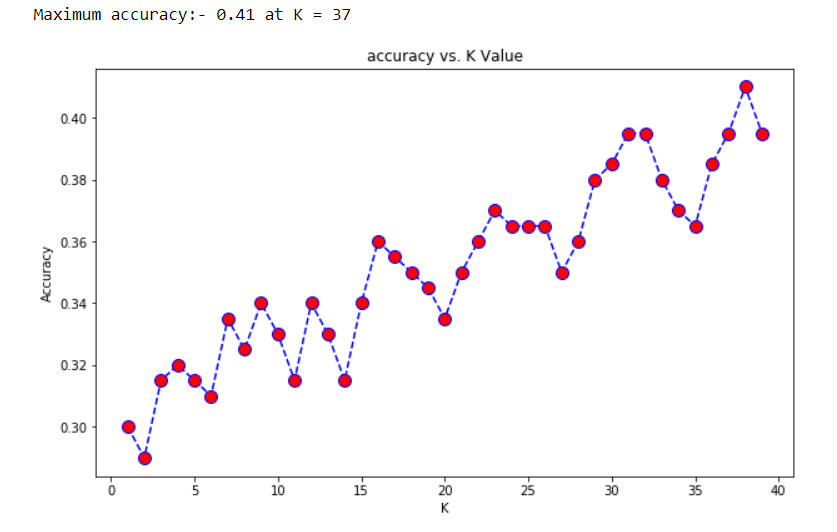 Maximum accuracy:- 0.41 at K = 37
accuracy vs. K Value
0.40
0.38
0.36
0.34
0.32
0.30
Accuracy
0 5 10 15 20 25 30 35 40
K